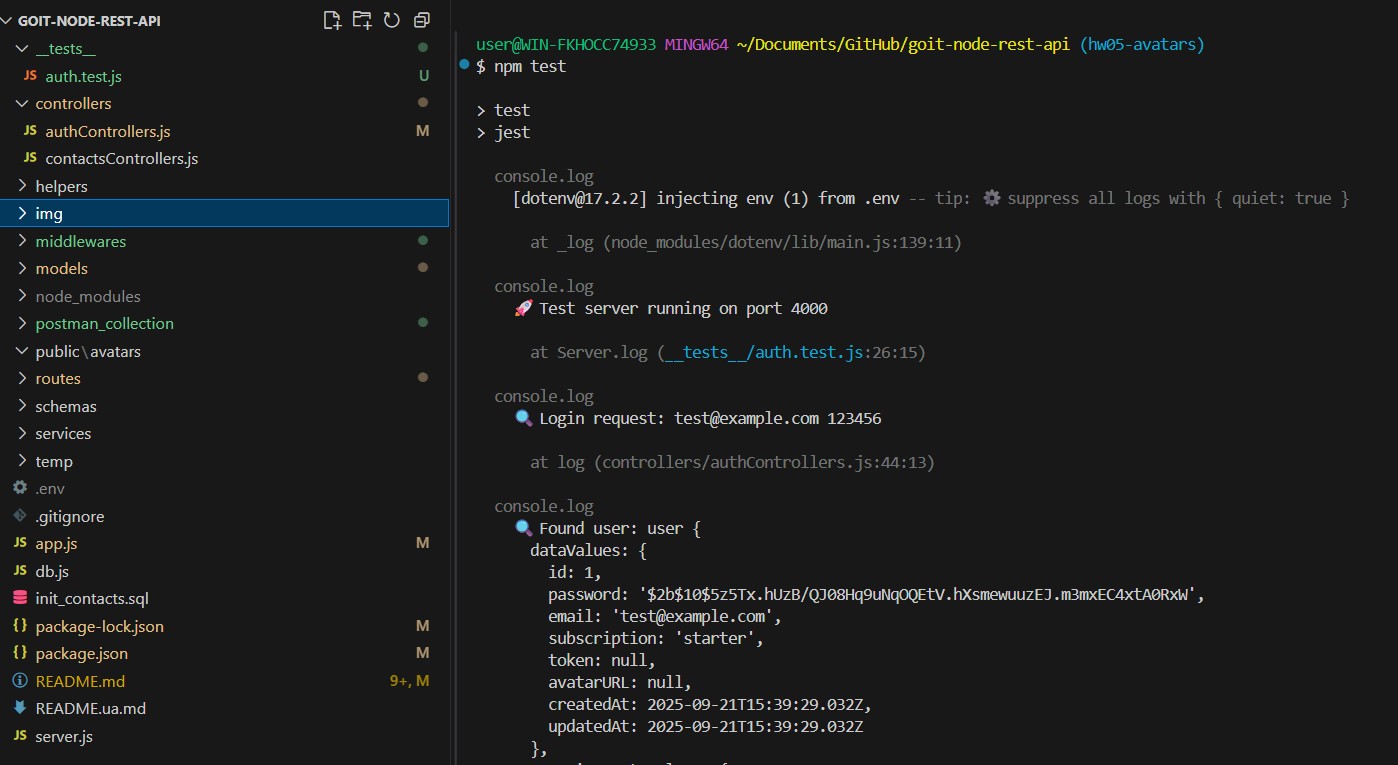 GOIT-NODE-REST-API
__tests__
JS auth.test.js U
controllers
JS authControllers.js M
JS contactsControllers.js
helpers
img
middlewares
models
node_modules
postman_collection
public\avatars
routes
schemas
services
temp
.env
.gitignore
JS app.js M
JS db.js
init_contacts.sql
{} package-lock.json M
{} package.json M
README.md 9+, M
README.ua.md
JS server.js
user@WIN-FKHOCC74933 MINGW64 ~/Documents/GitHub/goit-node-rest-api (hw05-avatars)
$ npm test
> test
> jest
console.log
[dotenv@17.2.2] injecting env (1) from .env -- tip: ⚙️ suppress all logs with { quiet: true }
at _log (node_modules/dotenv/lib/main.js:139:11)
console.log
🚀 Test server running on port 4000
at Server.log (__tests__/auth.test.js:26:15)
console.log
🔍 Login request: test@example.com 123456
at log (controllers/authControllers.js:44:13)
console.log
🔍 Found user: user {
dataValues: {
id: 1,
password: '$2b$10$5z5Tx.hUzB/QJ08Hq9uNqOQEtV.hXsmewuuzEJ.m3mxEC4xtA0RxW',
email: 'test@example.com',
subscription: 'starter',
token: null,
avatarURL: null,
createdAt: 2025-09-21T15:39:29.032Z,
updatedAt: 2025-09-21T15:39:29.032Z
},